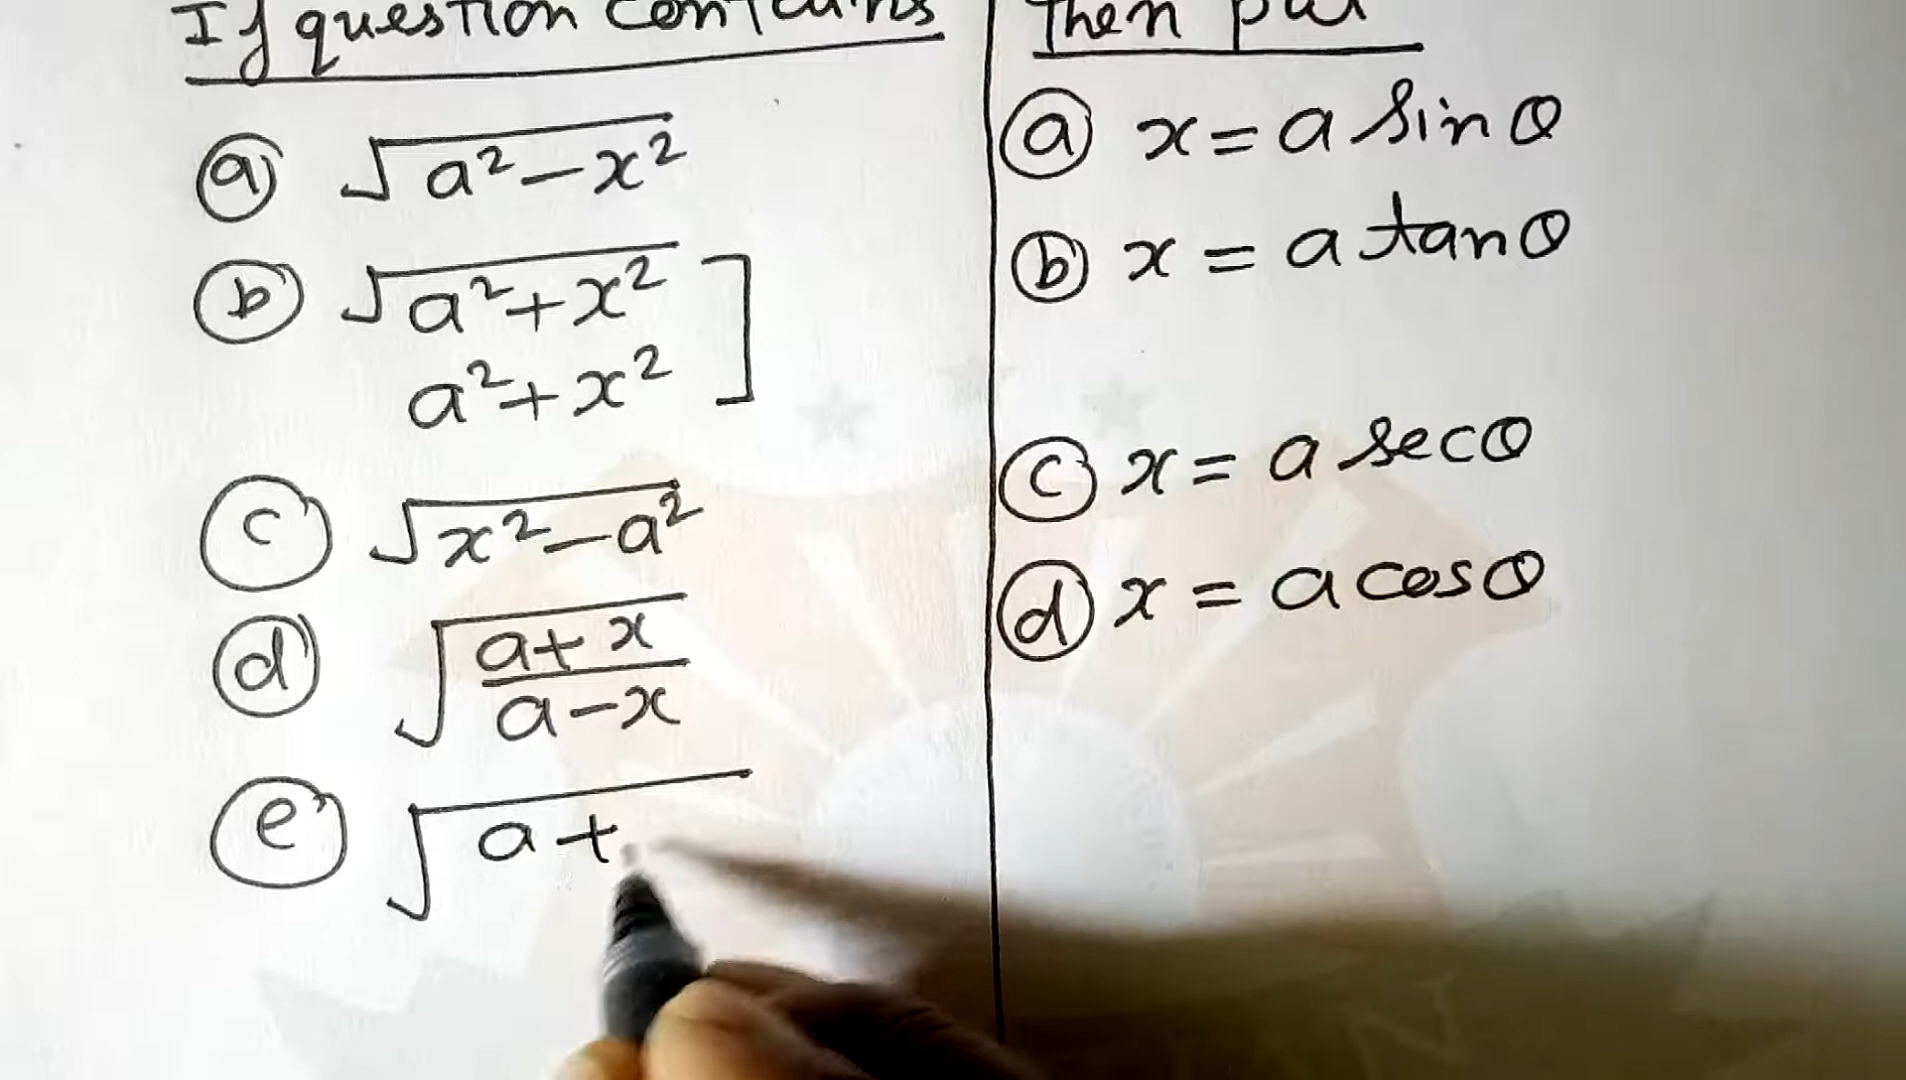 If question contains
ⓐ √a²-x²
ⓑ √a²+x²
a²+x²
ⓒ √x²-a²
ⓓ √(a+x)/(a-x)
ⓔ √a+
Then put
ⓐ x = a sinθ
ⓑ x = a tanθ
ⓒ x = a secθ
ⓓ x = a cosθ